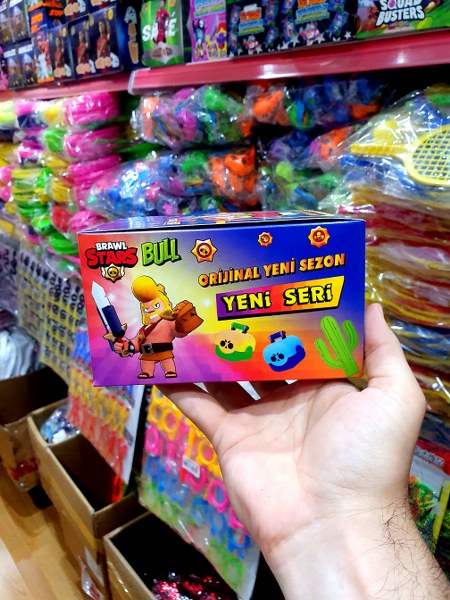 SQUAD
BUSTERS
BRAWL
STARS
BULL
ORİJİNAL YENİ SEZON
YENİ SERİ